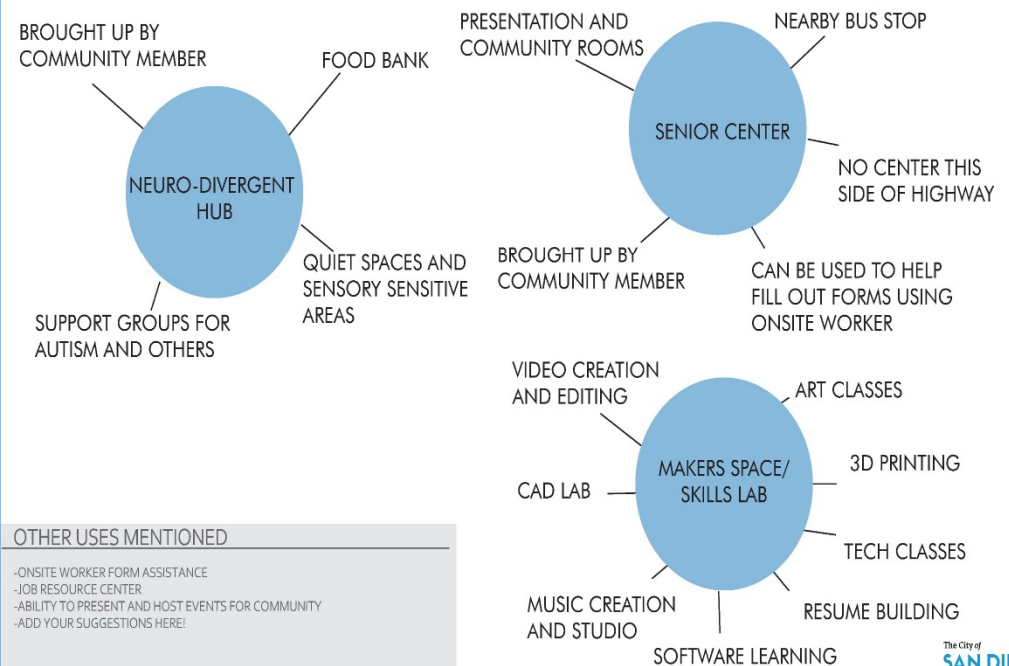 BROUGHT UP BY
COMMUNITY MEMBER
FOOD BANK
NEURO-DIVERGENT
HUB
QUIET SPACES AND
SENSORY SENSITIVE
AREAS
SUPPORT GROUPS FOR
AUTISM AND OTHERS
PRESENTATION AND
COMMUNITY ROOMS
NEARBY BUS STOP
SENIOR CENTER
NO CENTER THIS
SIDE OF HIGHWAY
BROUGHT UP BY
COMMUNITY MEMBER
CAN BE USED TO HELP
FILL OUT FORMS USING
ONSITE WORKER
VIDEO CREATION
AND EDITING
ART CLASSES
MAKERS SPACE/
SKILLS LAB
3D PRINTING
CAD LAB
TECH CLASSES
MUSIC CREATION
AND STUDIO
RESUME BUILDING
SOFTWARE LEARNING
OTHER USES MENTIONED
-ONSITE WORKER FORM ASSISTANCE
-JOB RESOURCE CENTER
-ABILITY TO PRESENT AND HOST EVENTS FOR COMMUNITY
-ADD YOUR SUGGESTIONS HERE!
The City of
SAN